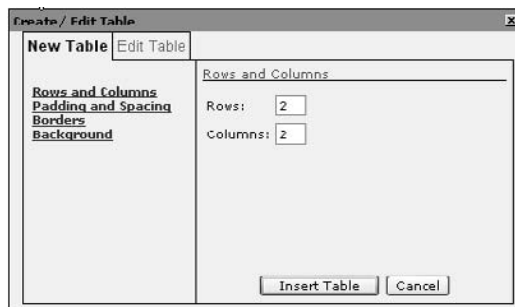 Create/ Edit Table x
New Table Edit Table
Rows and Columns
Padding and Spacing
Borders
Background
Rows and Columns
Rows: 2
Columns: 2
Insert Table Cancel